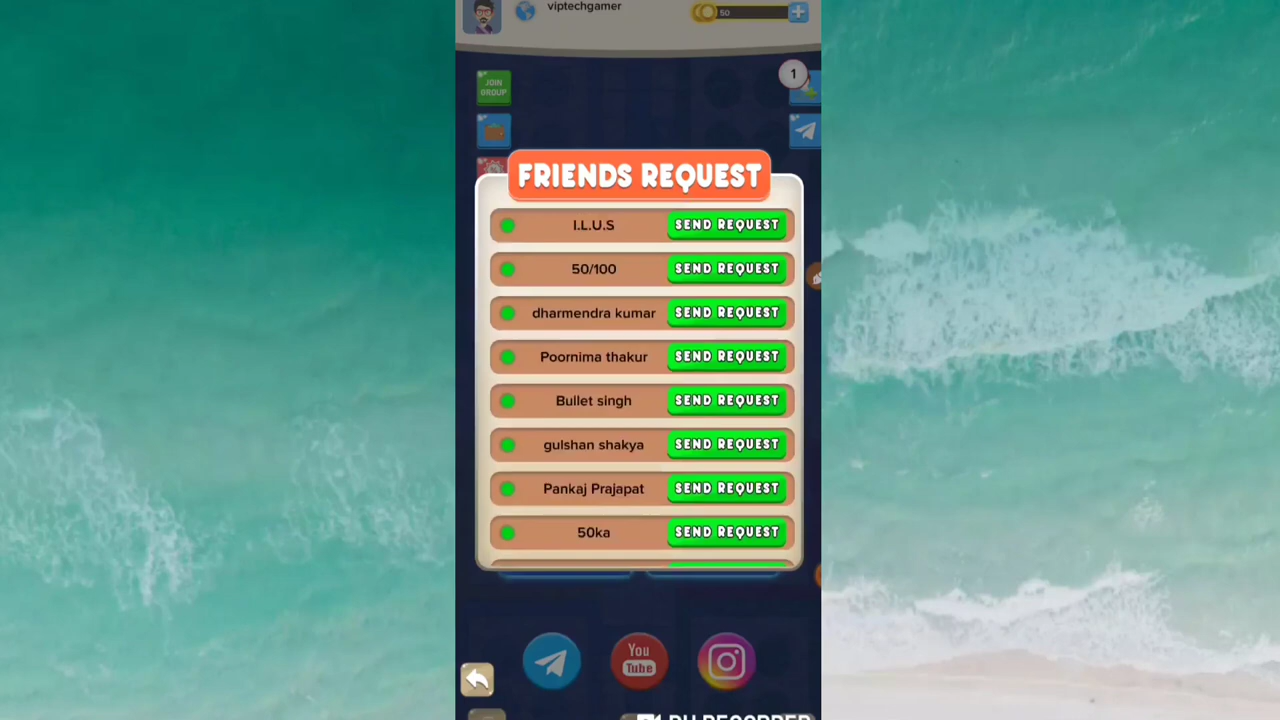 viptechgamer
50
JOIN
GROUP
1
FRIENDS REQUEST
I.L.U.S SEND REQUEST
50/100 SEND REQUEST
dharmendra kumar SEND REQUEST
Poornima thakur SEND REQUEST
Bullet singh SEND REQUEST
gulshan shakya SEND REQUEST
Pankaj Prajapat SEND REQUEST
50ka SEND REQUEST
You
Tube
DU RECORDER